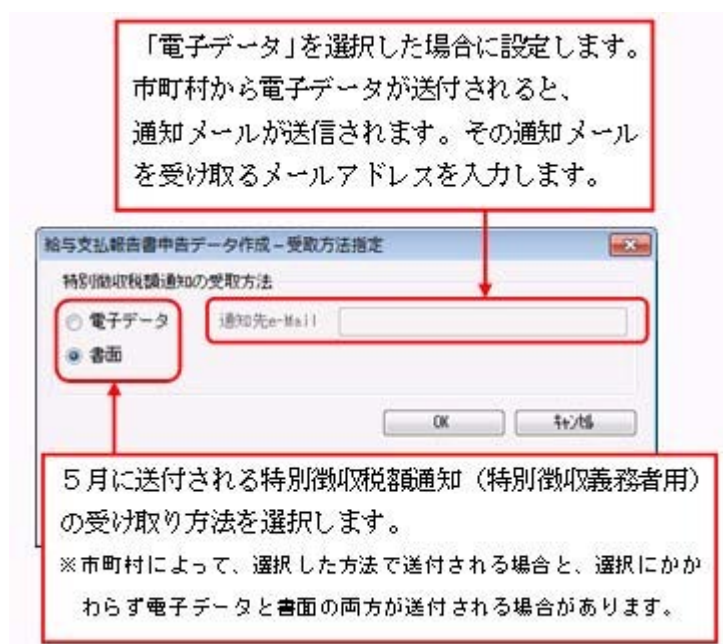 「電子データ」を選択した場合に設定します。
市町村から電子データが送付されると、
通知メールが送信されます。その通知メール
を受け取るメールアドレスを入力します。
給与支払報告書申告データ作成－受取方法指定
特別徴収税額通知の受取方法
電子データ
通知先e-Mail
書面
OK
キャンセル
５月に送付される特別徴収税額通知（特別徴収義務者用）
の受け取り方法を選択します。
※市町村によって、選択した方法で送付される場合と、選択にかか
わらず電子データと書面の両方が送付される場合があります。